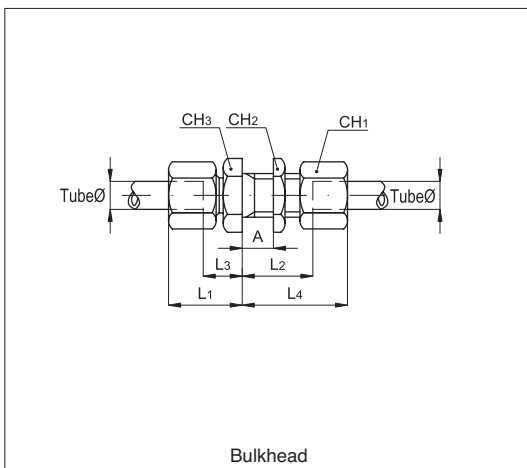 CH3 CH2 CH1
TubeØ TubeØ
A
L3 L2
L1 L4
Bulkhead